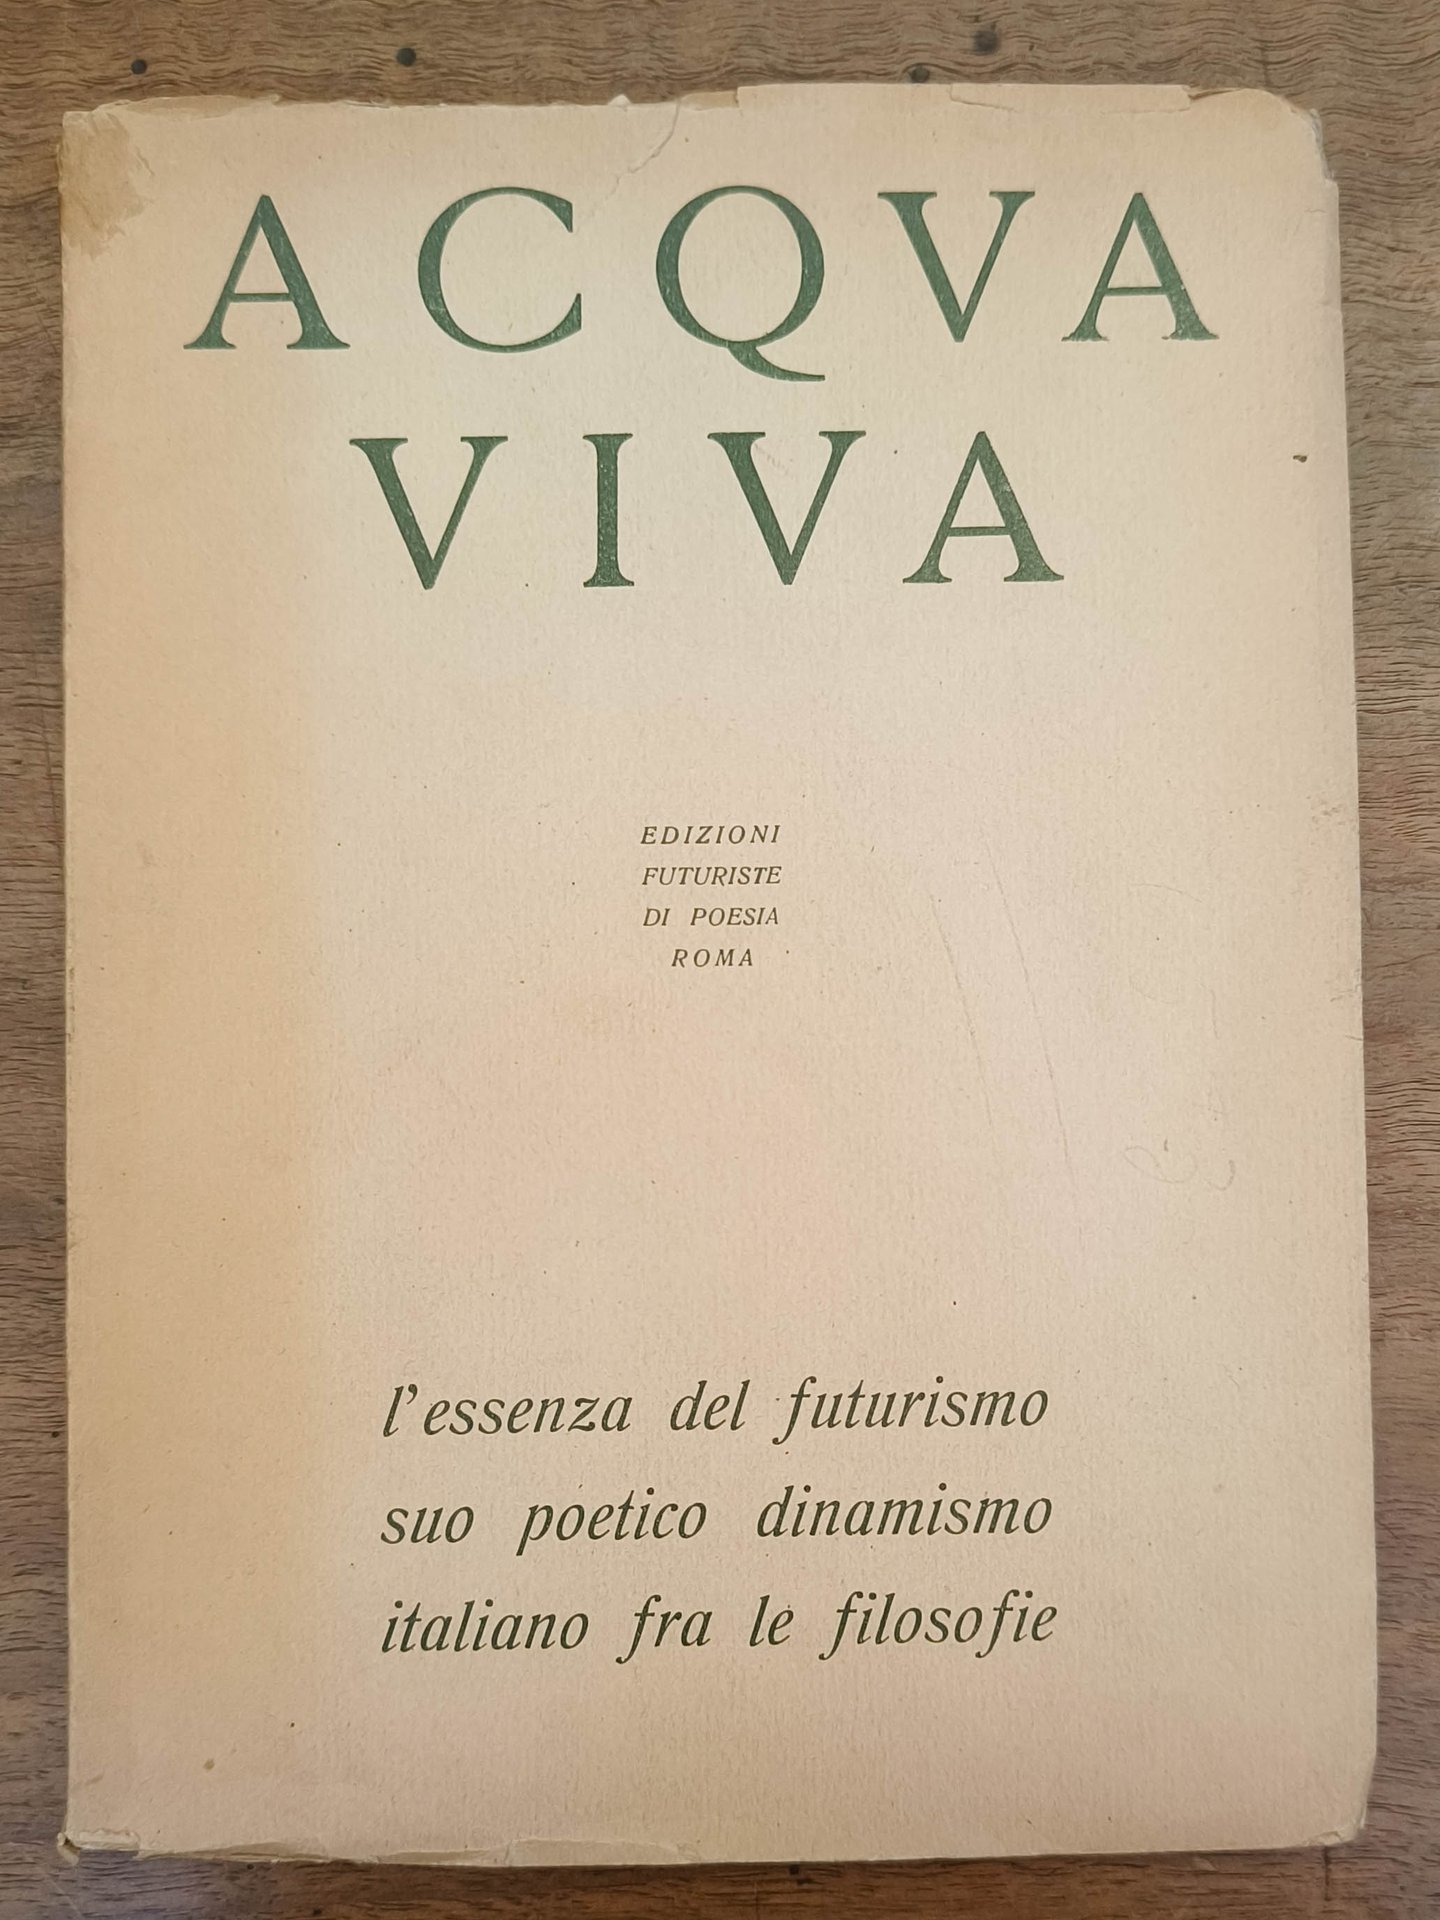 ACQVA
VIVA
EDIZIONI
FUTURISTE
DI POESIA
ROMA
l'essenza del futurismo
suo poetico dinamismo
italiano fra le filosofie